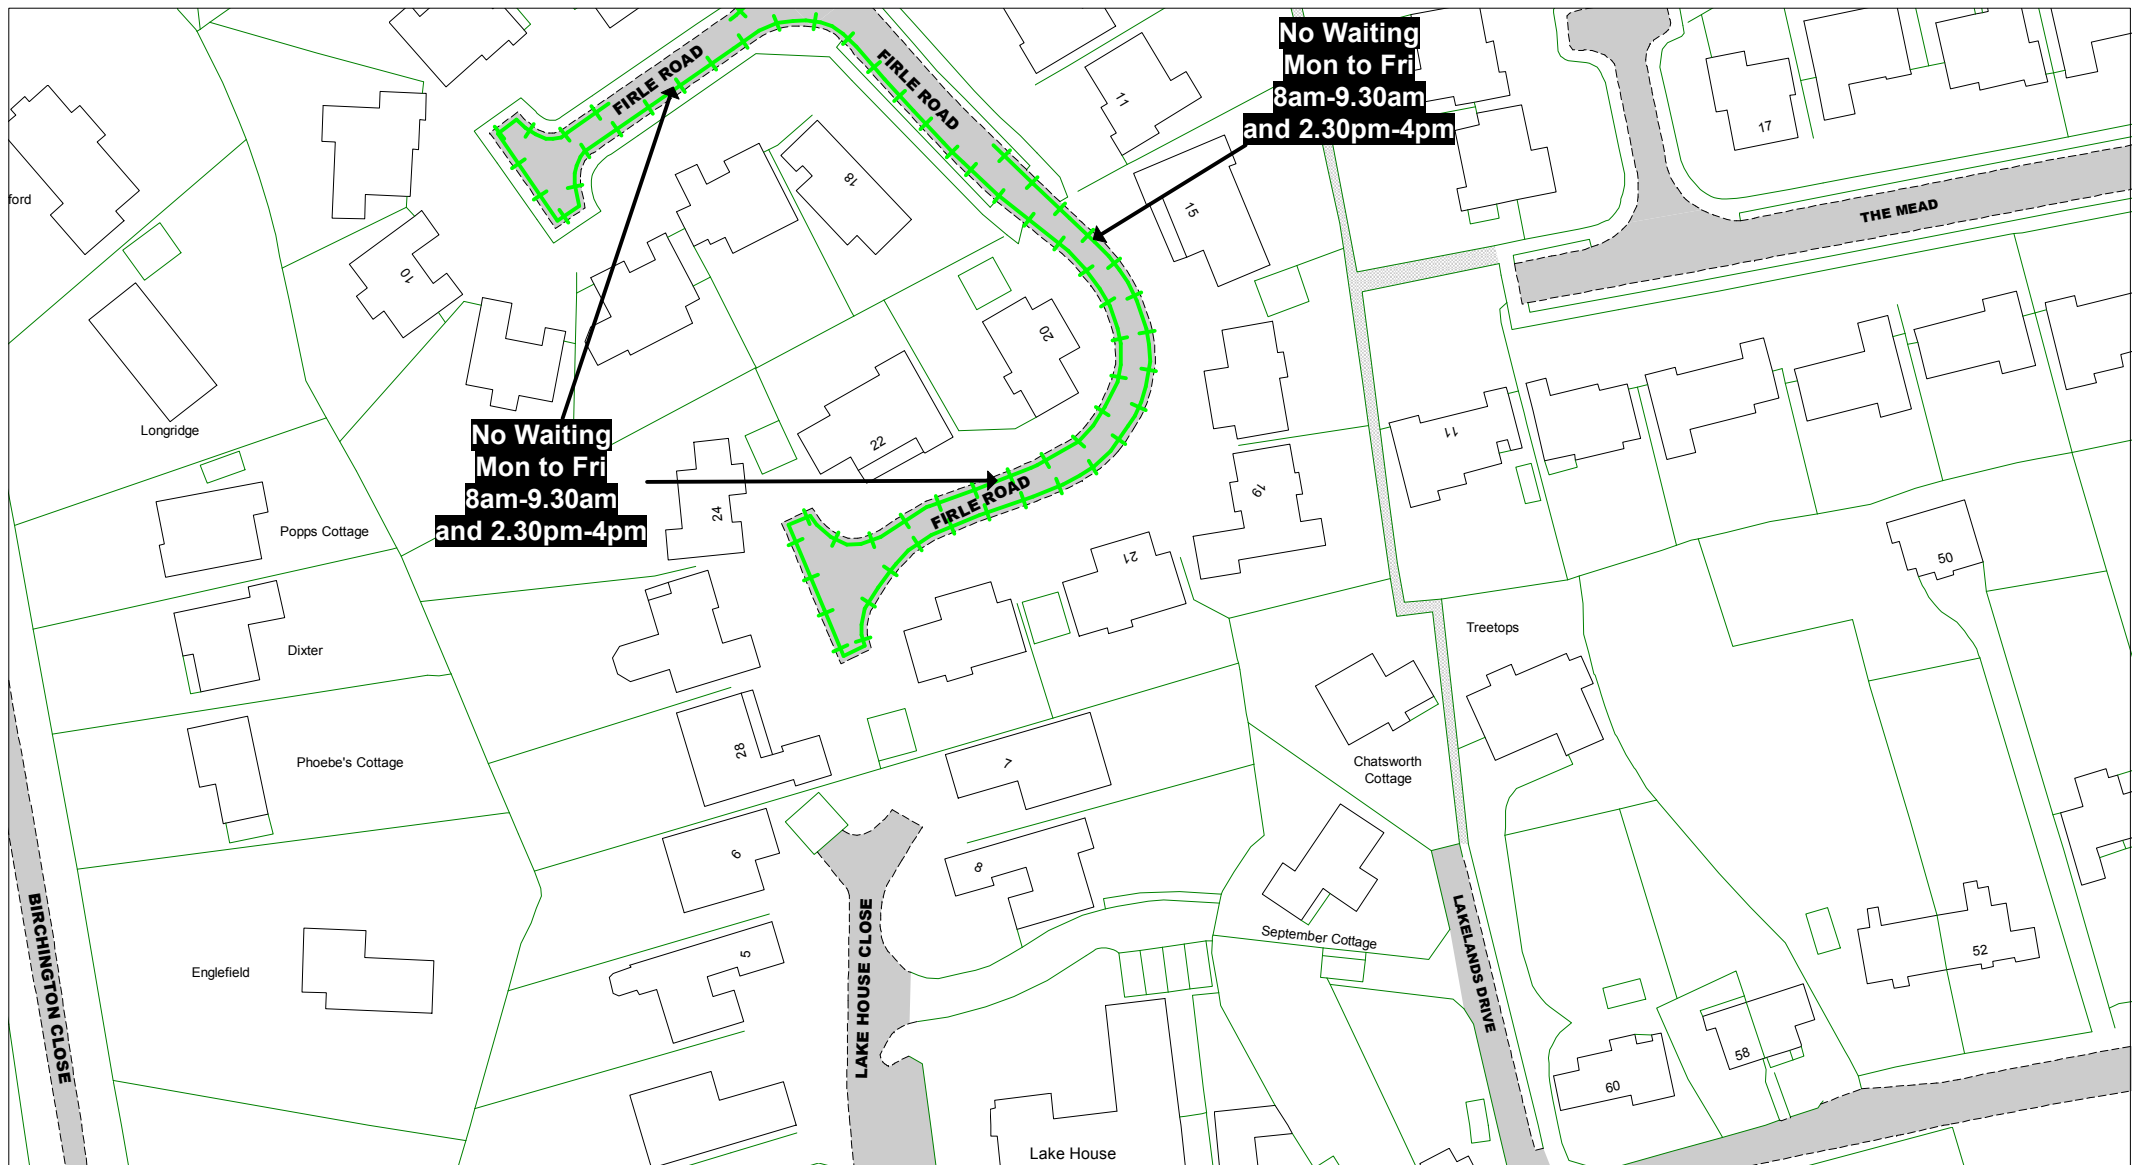 No Waiting
Mon to Fri
8am-9.30am
and 2.30pm-4pm
FIRLE ROAD
FIRLE ROAD
11
17
18
15
ford
THE MEAD
10
20
Longridge
No Waiting
Mon to Fri
8am-9.30am
and 2.30pm-4pm
22
11
24
19
FIRLE ROAD
Popps Cottage
21
50
Treetops
Dixter
28
7
Phoebe's Cottage
Chatsworth
Cottage
6
8
BIRCHINGTON CLOSE
LAKE HOUSE CLOSE
LAKELANDS DRIVE
September Cottage
5
52
Englefield
58
60
Lake House